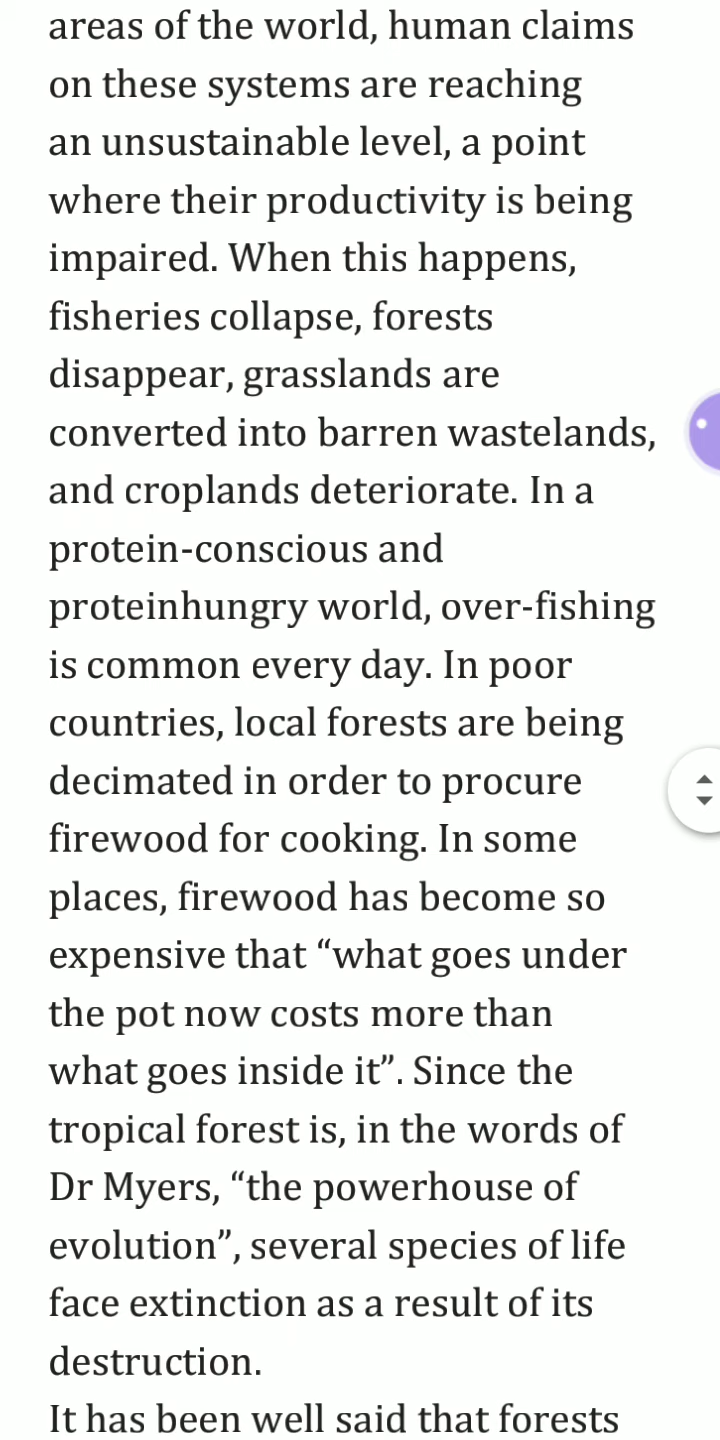 areas of the world, human claims
on these systems are reaching
an unsustainable level, a point
where their productivity is being
impaired. When this happens,
fisheries collapse, forests
disappear, grasslands are
converted into barren wastelands,
and croplands deteriorate. In a
protein-conscious and
proteinhungry world, over-fishing
is common every day. In poor
countries, local forests are being
decimated in order to procure
firewood for cooking. In some
places, firewood has become so
expensive that “what goes under
the pot now costs more than
what goes inside it”. Since the
tropical forest is, in the words of
Dr Myers, “the powerhouse of
evolution”, several species of life
face extinction as a result of its
destruction.
It has been well said that forests